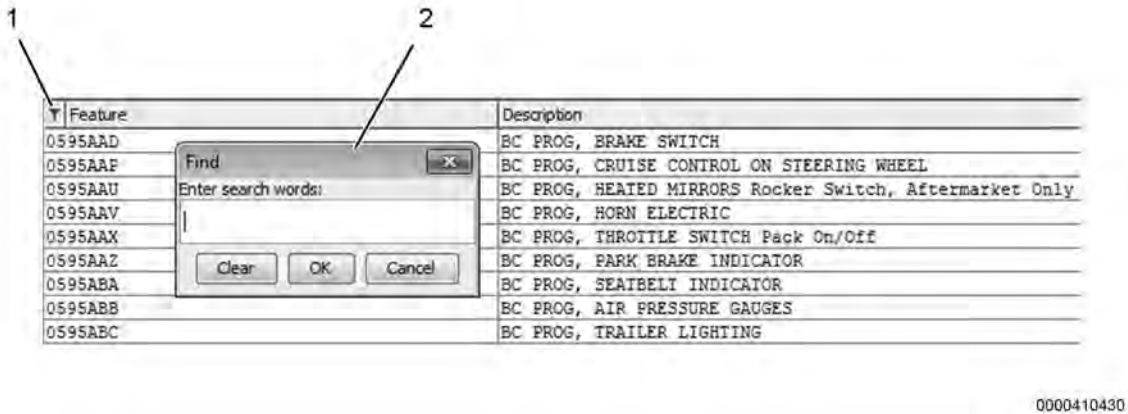 1 2
Feature Description
0595AAD BC PROG, BRAKE SWITCH
0595AAP BC PROG, CRUISE CONTROL ON STEERING WHEEL
0595AAU BC PROG, HEATED MIRRORS Rocker Switch, Aftermarket Only
0595AAV BC PROG, HORN ELECTRIC
0595AAX BC PROG, THROTTLE SWITCH Pack On/Off
0595AAZ BC PROG, PARK BRAKE INDICATOR
0595ABA BC PROG, SEATBELT INDICATOR
0595ABB BC PROG, AIR PRESSURE GAUGES
0595ABC BC PROG, TRAILER LIGHTING
Find
Enter search words:
Clear OK Cancel
0000410430